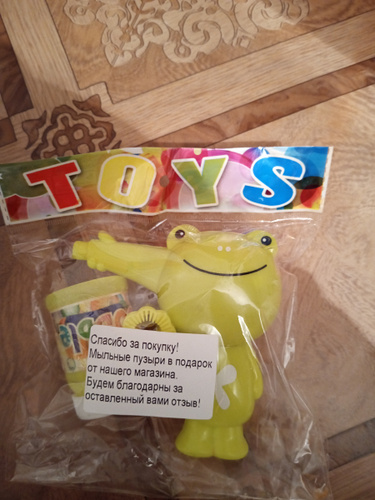 TOYS
Спасибо за покупку!
Мыльные пузыри в подарок
от нашего магазина.
Будем благодарны за
оставленный вами отзыв!